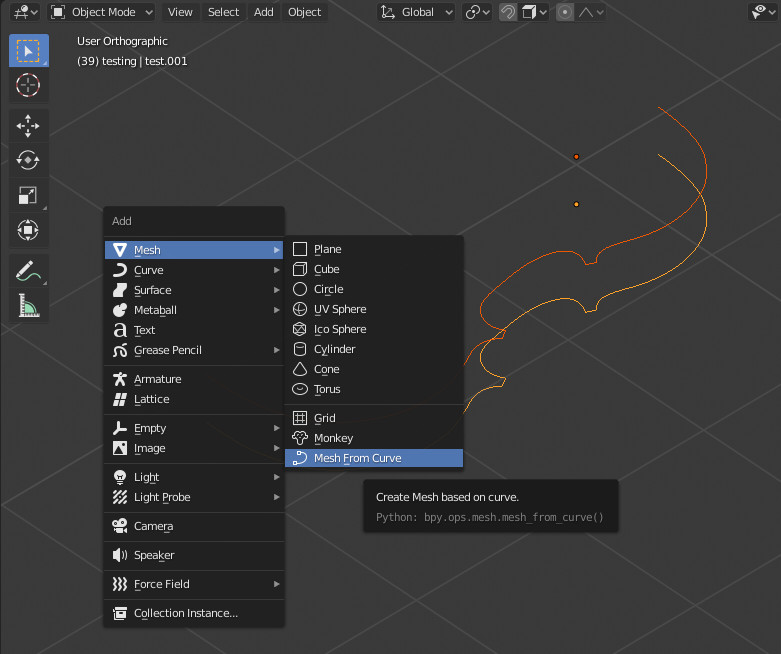 Object Mode View Select Add Object Global
User Orthographic
(39) testing | test.001
Add
Mesh
Curve
Surface
Metaball
Text
Grease Pencil
Armature
Lattice
Empty
Image
Light
Light Probe
Camera
Speaker
Force Field
Collection Instance...
Plane
Cube
Circle
UV Sphere
Ico Sphere
Cylinder
Cone
Torus
Grid
Monkey
Mesh From Curve
Create Mesh based on curve.
Python: bpy.ops.mesh.mesh_from_curve()